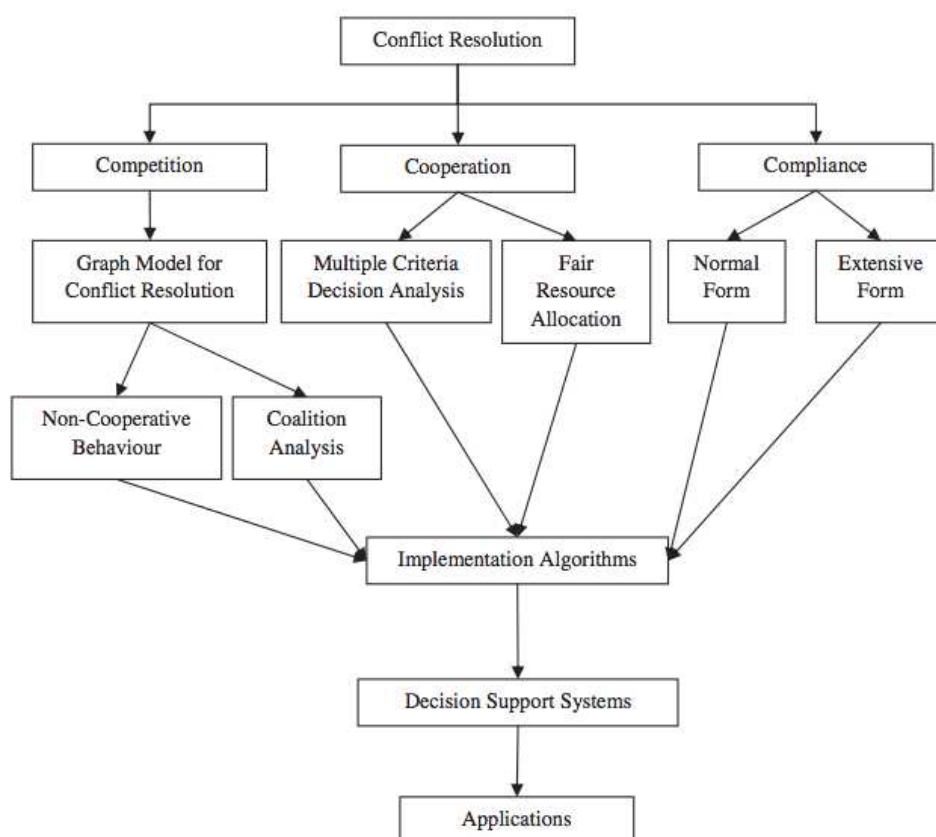 Conflict Resolution
Competition
Cooperation
Compliance
Graph Model for
Conflict Resolution
Multiple Criteria
Decision Analysis
Fair
Resource
Allocation
Normal
Form
Extensive
Form
Non-Cooperative
Behaviour
Coalition
Analysis
Implementation Algorithms
Decision Support Systems
Applications